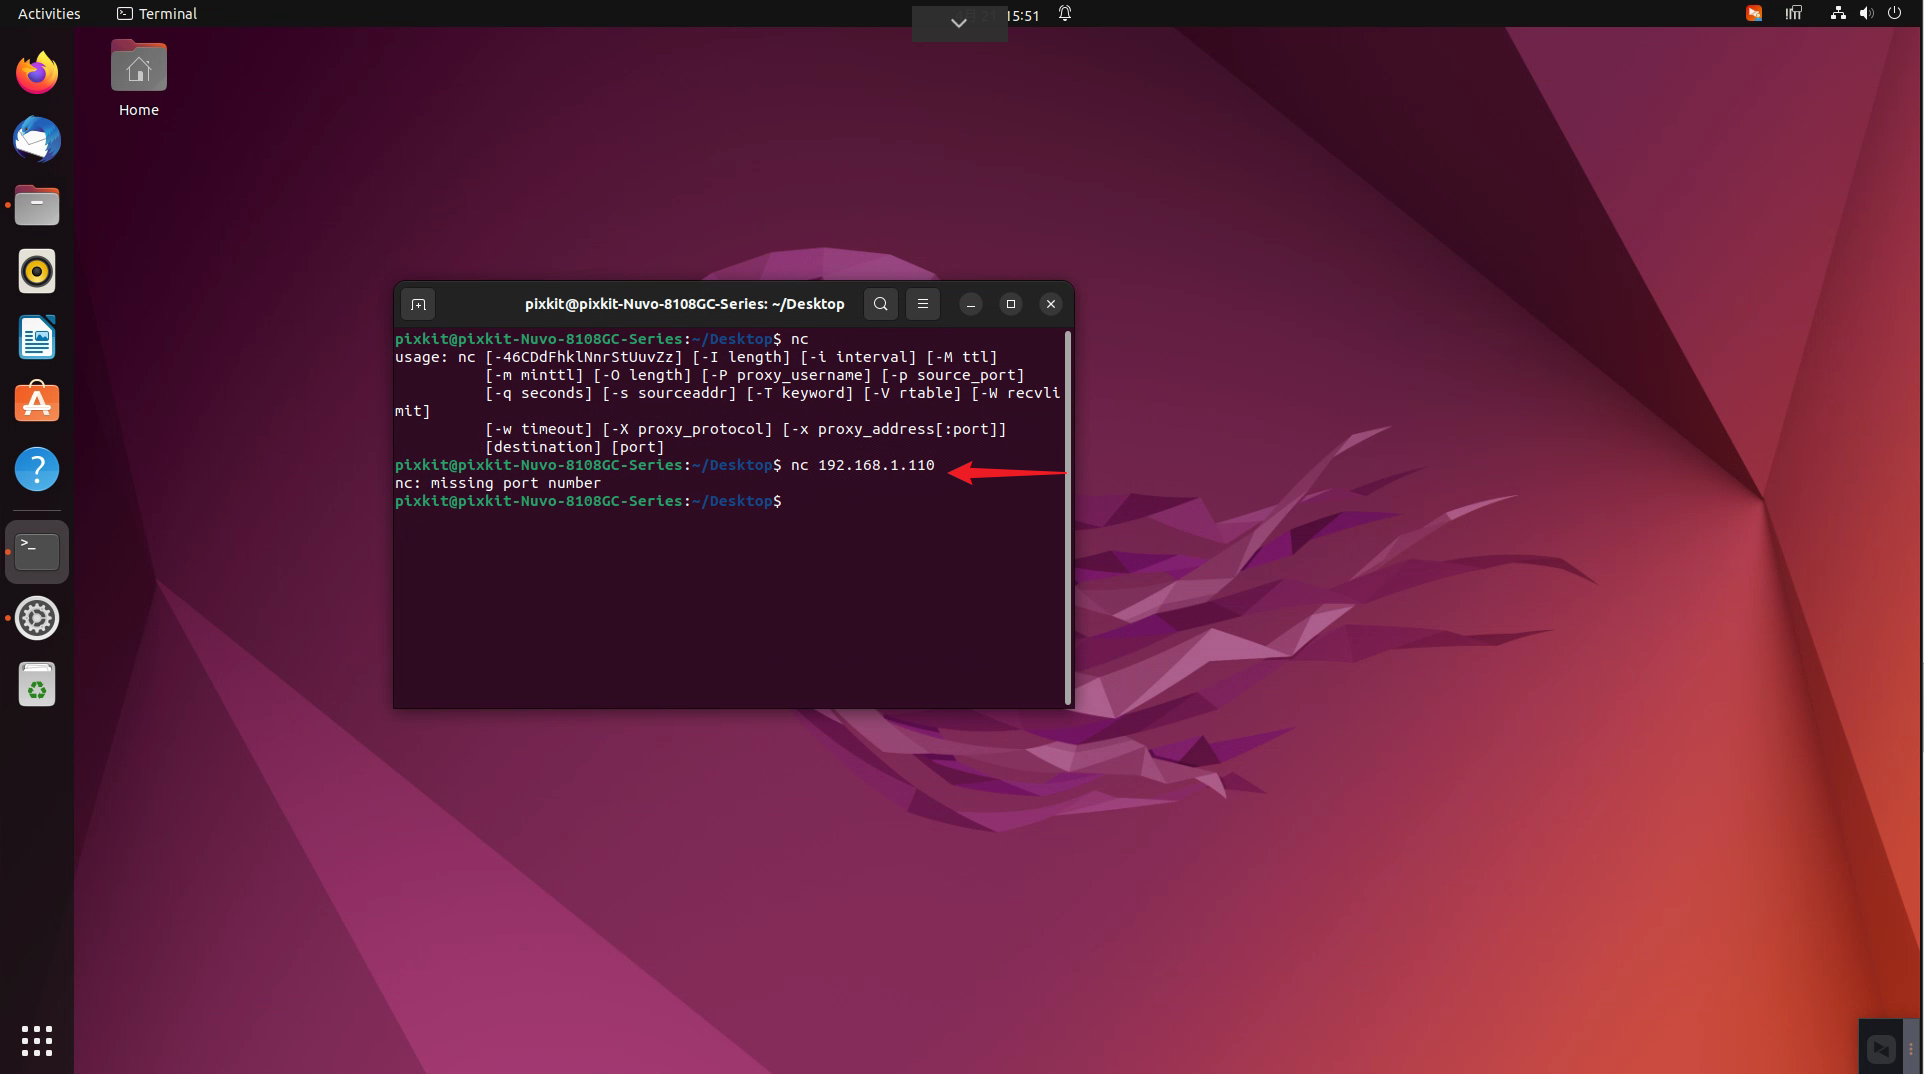 Activities
Terminal
15:51
Home
pixkit@pixkit-Nuvo-8108GC-Series: ~/Desktop
pixkit@pixkit-Nuvo-8108GC-Series:~/Desktop$ nc
usage: nc [-46CDdFhklNnrStUuvZz] [-I length] [-i interval] [-M ttl]
[-m minttl] [-O length] [-P proxy_username] [-p source_port]
[-q seconds] [-s sourceaddr] [-T keyword] [-V rtable] [-W recvli
mit]
[-w timeout] [-X proxy_protocol] [-x proxy_address[:port]]
[destination] [port]
pixkit@pixkit-Nuvo-8108GC-Series:~/Desktop$ nc 192.168.1.110
nc: missing port number
pixkit@pixkit-Nuvo-8108GC-Series:~/Desktop$